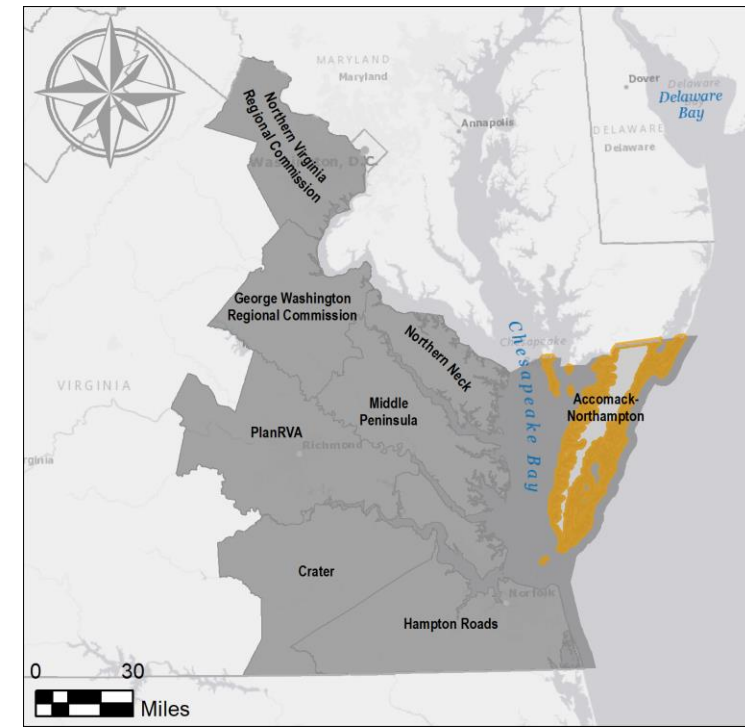 MARYLAND
Maryland
Northern Virginia
Regional Commission
Washington, D.C.
Annapolis
Dover
Delaware
Bay
DELAWARE
Delaware
George Washington
Regional Commission
Northern Neck
Chesapeake
Chesapeake Bay
Accomack-
Northampton
VIRGINIA
Middle
Peninsula
PlanRVA
Richmond
rginia
Crater
Norfolk
Hampton Roads
0 30
Miles